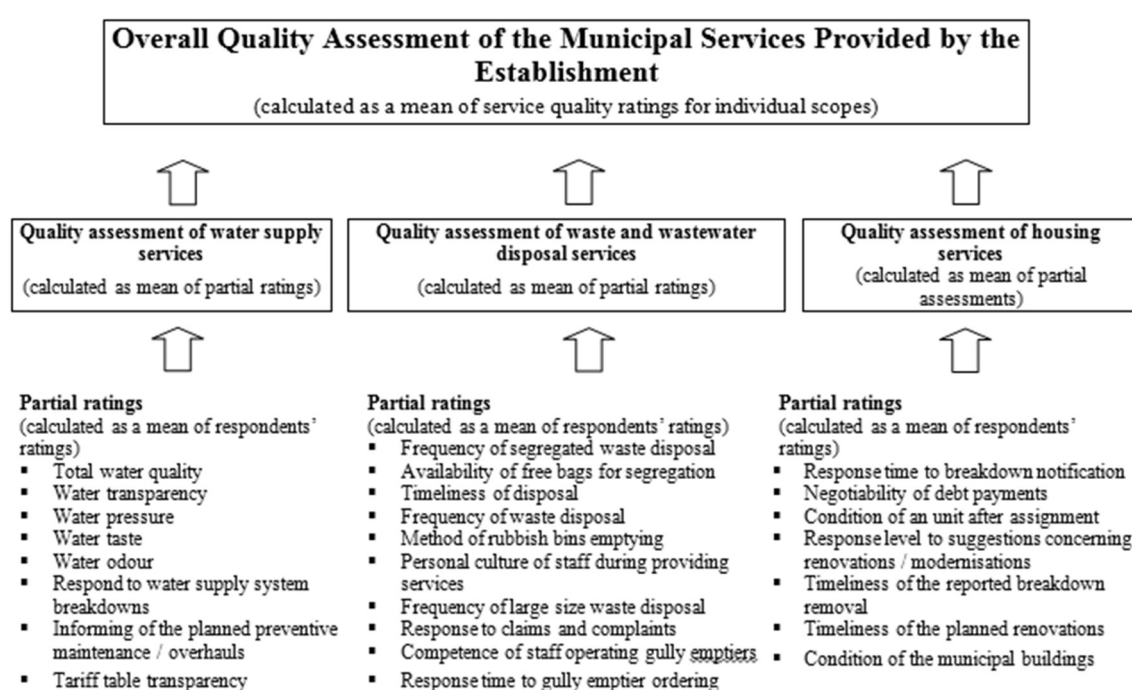 Overall Quality Assessment of the Municipal Services Provided by the
Establishment
(calculated as a mean of service quality ratings for individual scopes)
Quality assessment of water supply
services
(calculated as mean of partial ratings)
Quality assessment of waste and wastewater
disposal services
(calculated as mean of partial ratings)
Quality assessment of housing
services
(calculated as mean of partial
assessments)
Partial ratings
(calculated as a mean of respondents'
ratings)
▪ Total water quality
▪ Water transparency
▪ Water pressure
▪ Water taste
▪ Water odour
▪ Respond to water supply system
breakdowns
▪ Informing of the planned preventive
maintenance / overhauls
▪ Tariff table transparency
Partial ratings
(calculated as a mean of respondents' ratings)
▪ Frequency of segregated waste disposal
▪ Availability of free bags for segregation
▪ Timeliness of disposal
▪ Frequency of waste disposal
▪ Method of rubbish bins emptying
▪ Personal culture of staff during providing
services
▪ Frequency of large size waste disposal
▪ Response to claims and complaints
▪ Competence of staff operating gully emptiers
▪ Response time to gully emptier ordering
Partial ratings
(calculated as a mean of respondents'
ratings)
▪ Response time to breakdown notification
▪ Negotiability of debt payments
▪ Condition of an unit after assignment
▪ Response level to suggestions concerning
renovations / modernisations
▪ Timeliness of the reported breakdown
removal
▪ Timeliness of the planned renovations
▪ Condition of the municipal buildings